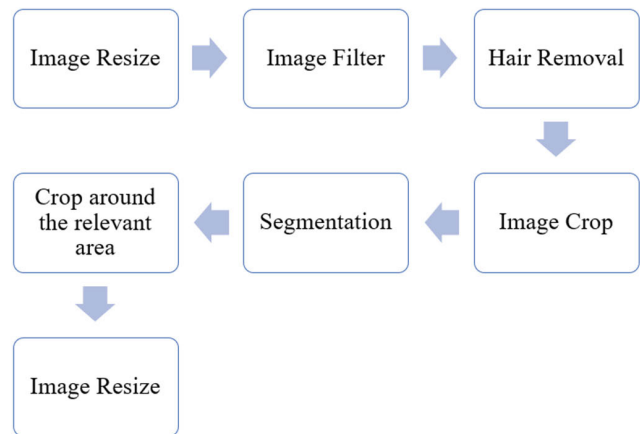 Image Resize
Image Filter
Hair Removal
Image Crop
Segmentation
Crop around
the relevant
area
Image Resize